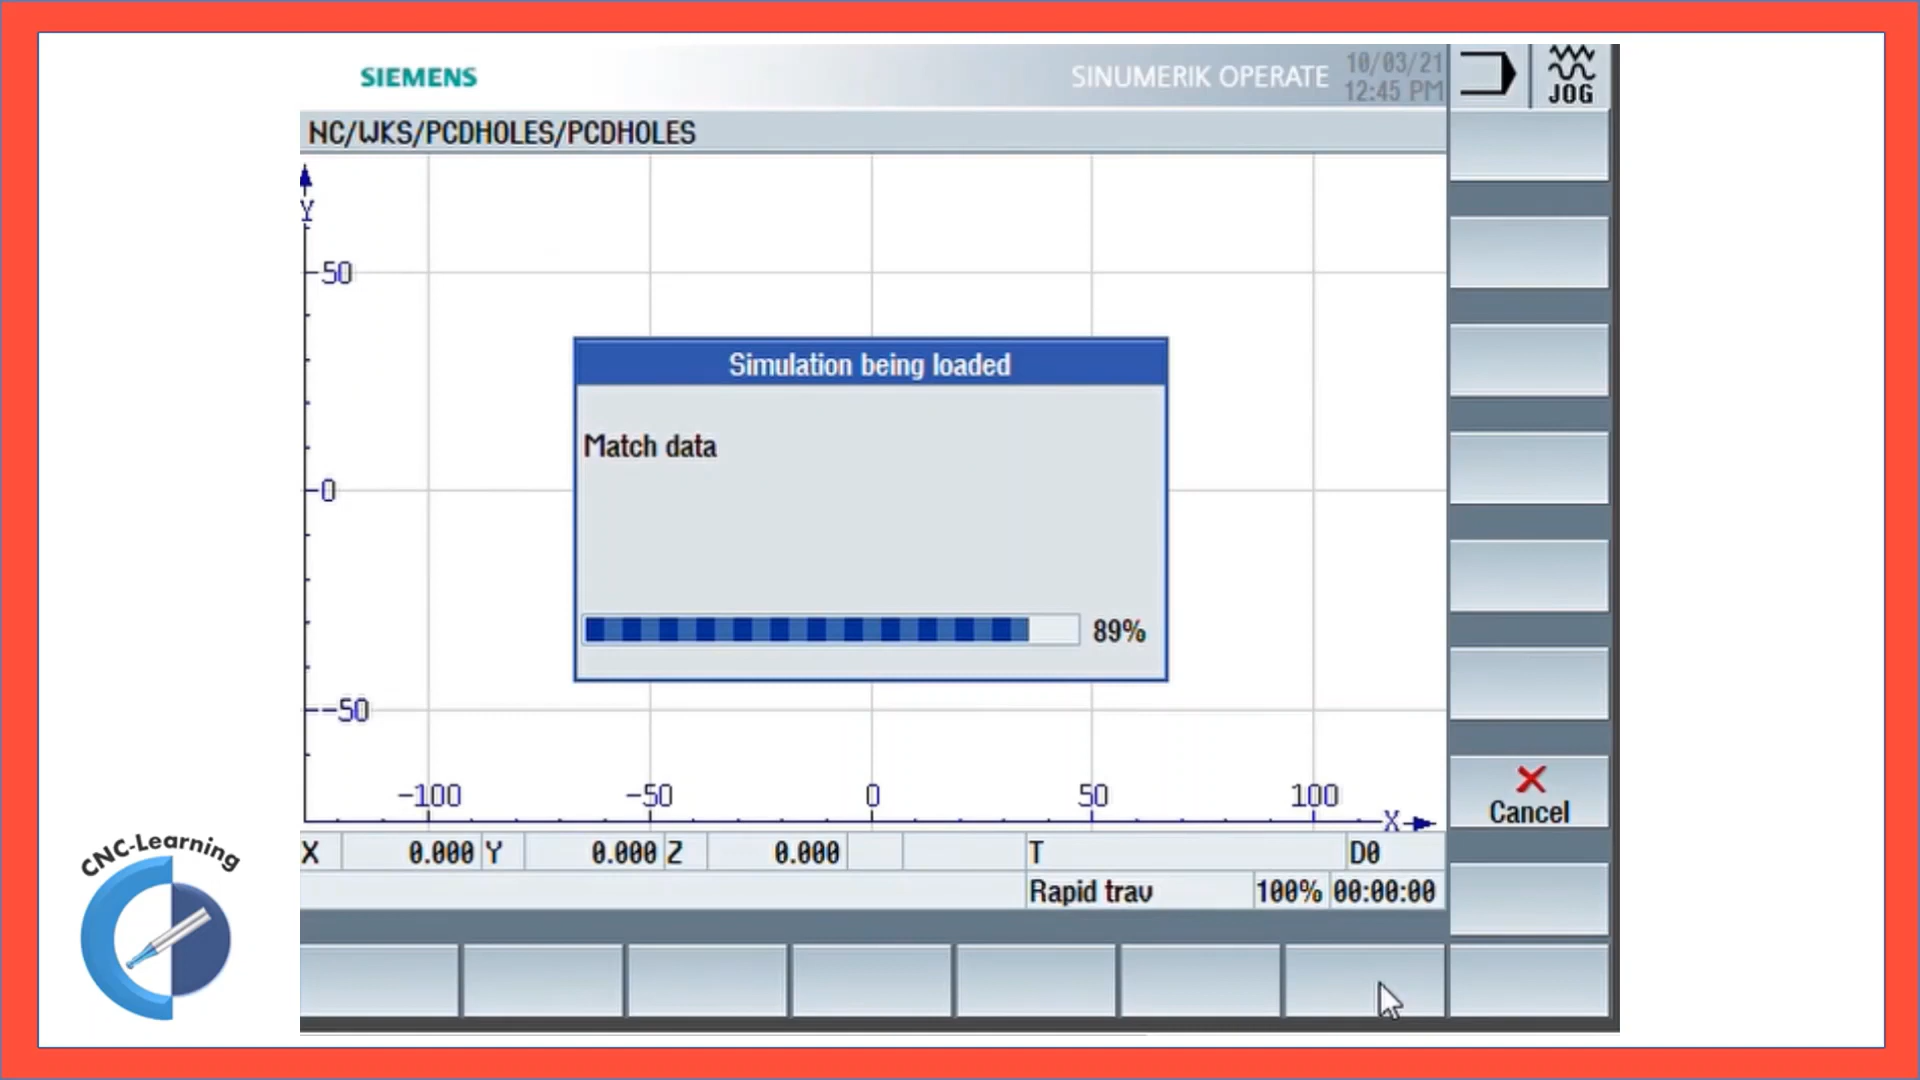 SIEMENS
SINUMERIK OPERATE
10/03/21
12:45 PM
JOG
NC/WKS/PCDHOLES/PCDHOLES
Y
50
0
-50
Simulation being loaded
Match data
89%
-100 -50 0 50 100
X
Cancel
X 0.000 Y 0.000 Z 0.000 T D0
Rapid trav 100% 00:00:00
CNC-Learning